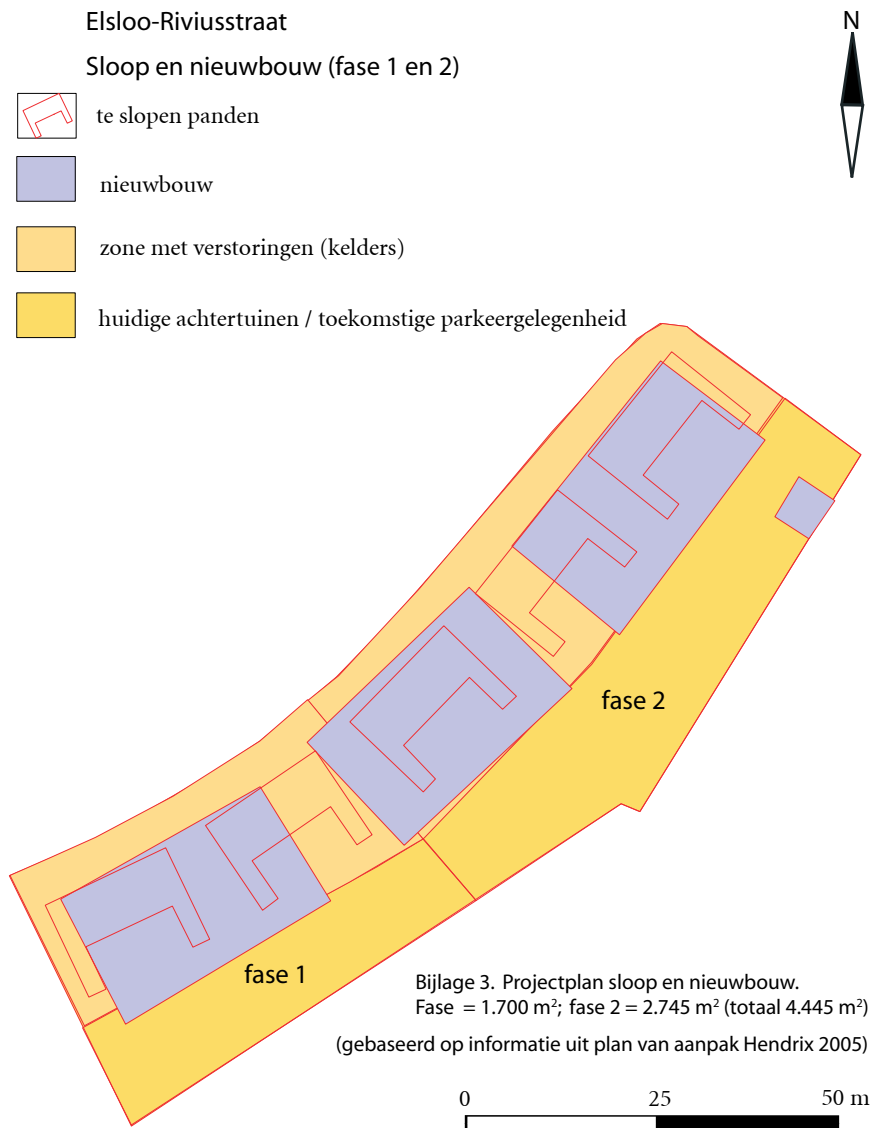 Elsloo-Riviusstraat
Sloop en nieuwbouw (fase 1 en 2)
N
te slopen panden
nieuwbouw
zone met verstoringen (kelders)
huidige achtertuinen / toekomstige parkeergelegenheid
fase 2
fase 1
Bijlage 3. Projectplan sloop en nieuwbouw.
Fase = 1.700 m²; fase 2 = 2.745 m² (totaal 4.445 m²)
(gebaseerd op informatie uit plan van aanpak Hendrix 2005)
0 25 50 m